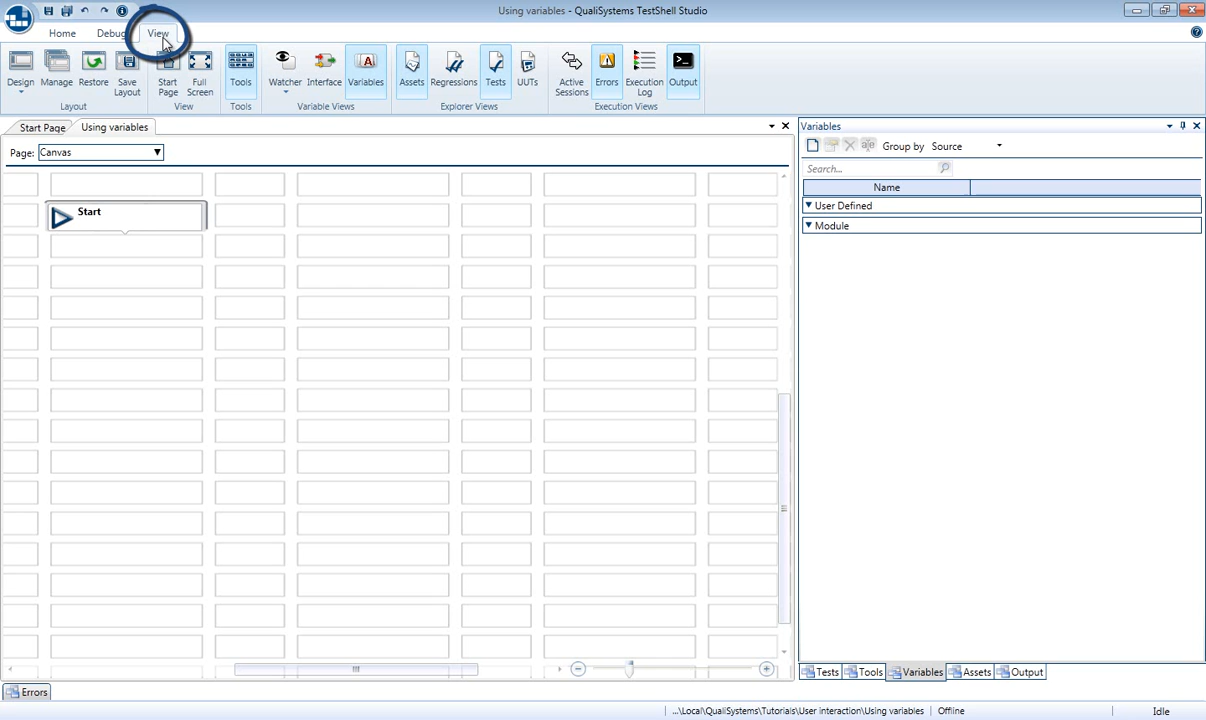 Using variables - QualiSystems TestShell Studio
Home Debug View
Design Manage Restore Save Layout Start Page Full Screen Tools Watcher Interface Variables Assets Regressions Tests UUTs Active Sessions Errors Execution Log Output
Layout View Tools Variable Views Explorer Views Execution Views
Start Page Using variables
Variables
Page: Canvas
Group by Source
Search...
Name
User Defined
Module
Start
Tests Tools Variables Assets Output
Errors
...\Local\QualiSystems\Tutorials\User interaction\Using variables Offline Idle